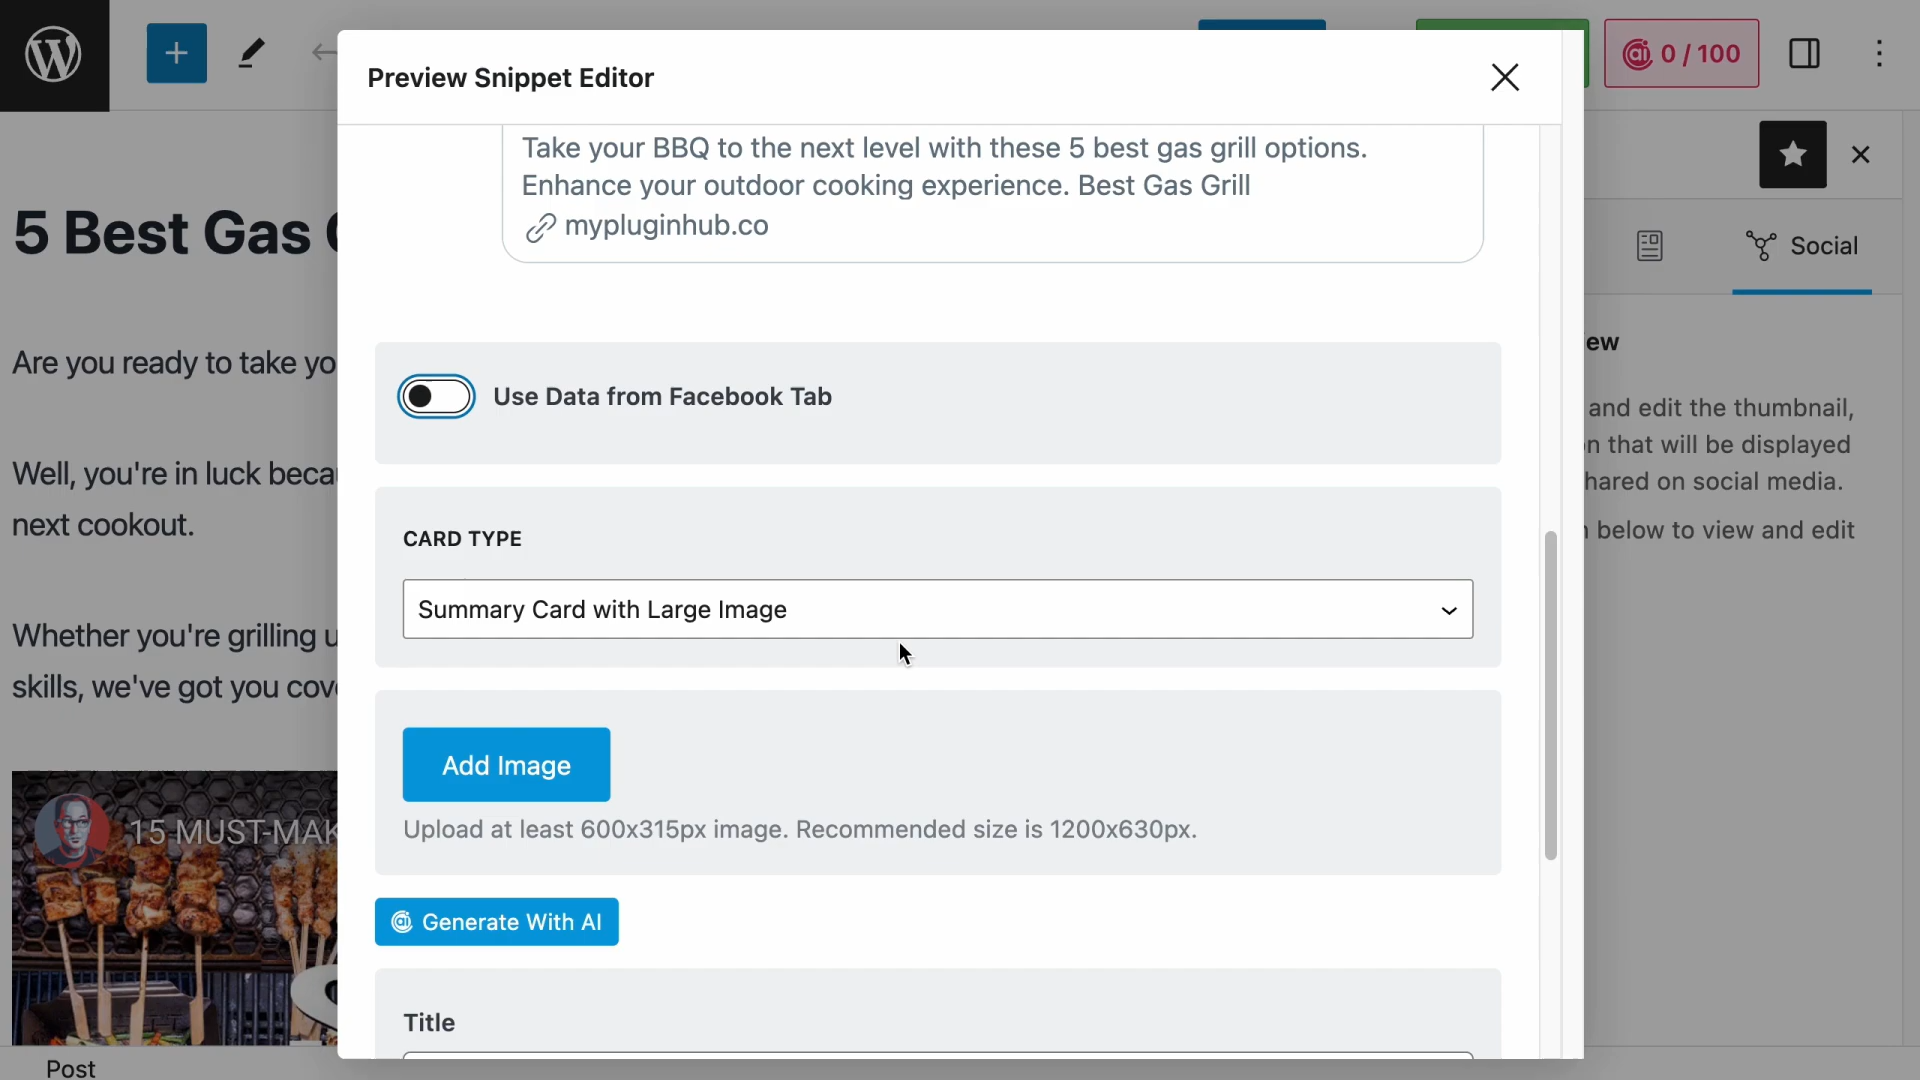 0 / 100
Preview Snippet Editor
Take your BBQ to the next level with these 5 best gas grill options.
Enhance your outdoor cooking experience. Best Gas Grill
mypluginhub.co
Use Data from Facebook Tab
CARD TYPE
Summary Card with Large Image
Add Image
Upload at least 600x315px image. Recommended size is 1200x630px.
Generate With AI
Title
5 Best Gas
Are you ready to take yo
Well, you're in luck beca
next cookout.
Whether you're grilling u
skills, we've got you cov
15 MUST-MAK
Post
Social
ew
and edit the thumbnail,
n that will be displayed
hared on social media.
below to view and edit